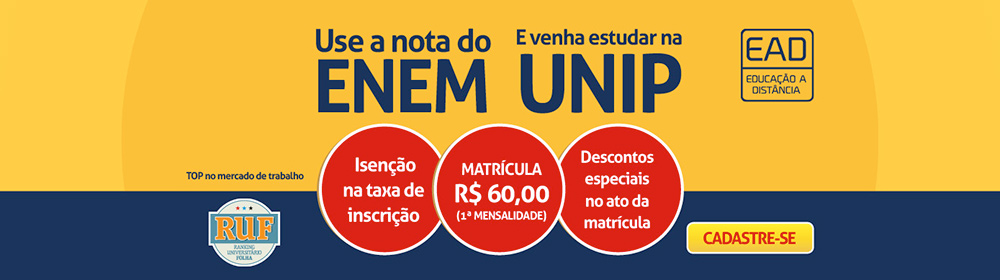 Use a nota do
ENEM
E venha estudar na
UNIP
EAD
EDUCAÇÃO A
DISTÂNCIA
Isenção
na taxa de
inscrição
MATRÍCULA
R$ 60,00
(1ª MENSALIDADE)
Descontos
especiais
no ato da
matrícula
TOP no mercado de trabalho
RUF
RANKING
UNIVERSITÁRIO
FOLHA
CADASTRE-SE